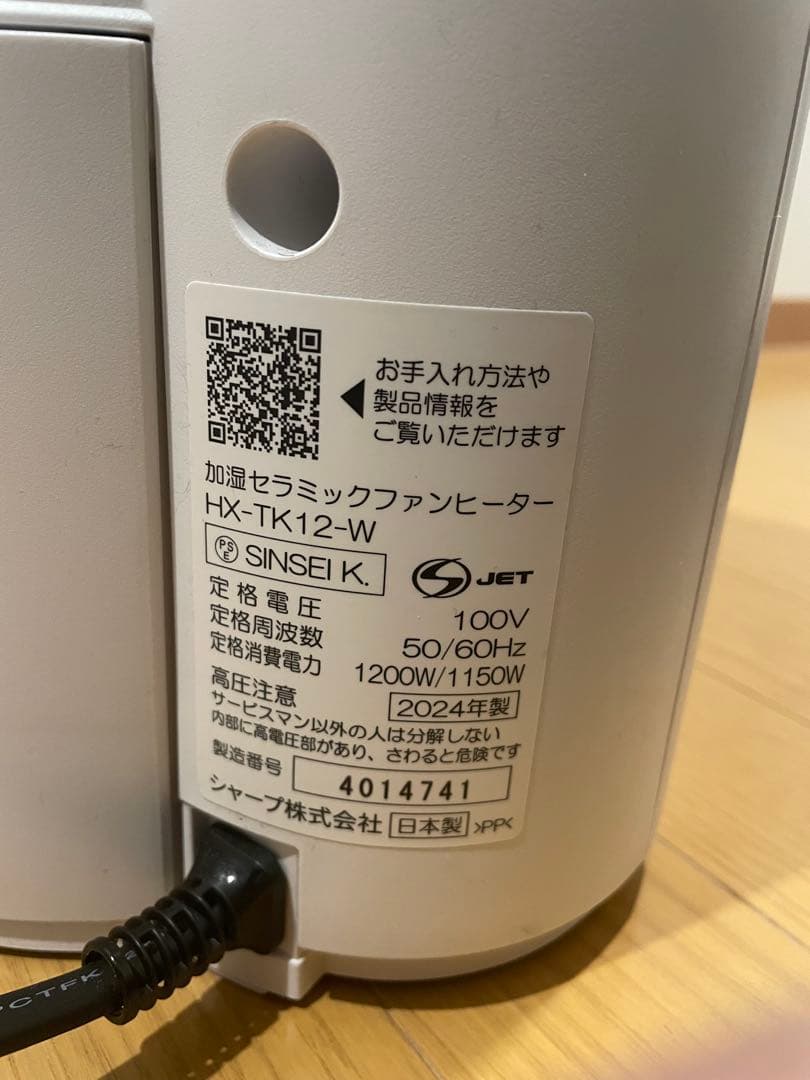 お手入れ方法や
製品情報を
ご覧いただけます
加湿セラミックファンヒーター
HX-TK12-W
PS
E SINSEI K.
S JET
定格電圧 100V
定格周波数 50/60Hz
定格消費電力 1200W/1150W
高圧注意 2024年製
サービスマン以外の人は分解しない
内部に高電圧部があり、さわると危険です
製造番号 4014741
シャープ株式会社 日本製 >PP<
PCTFK